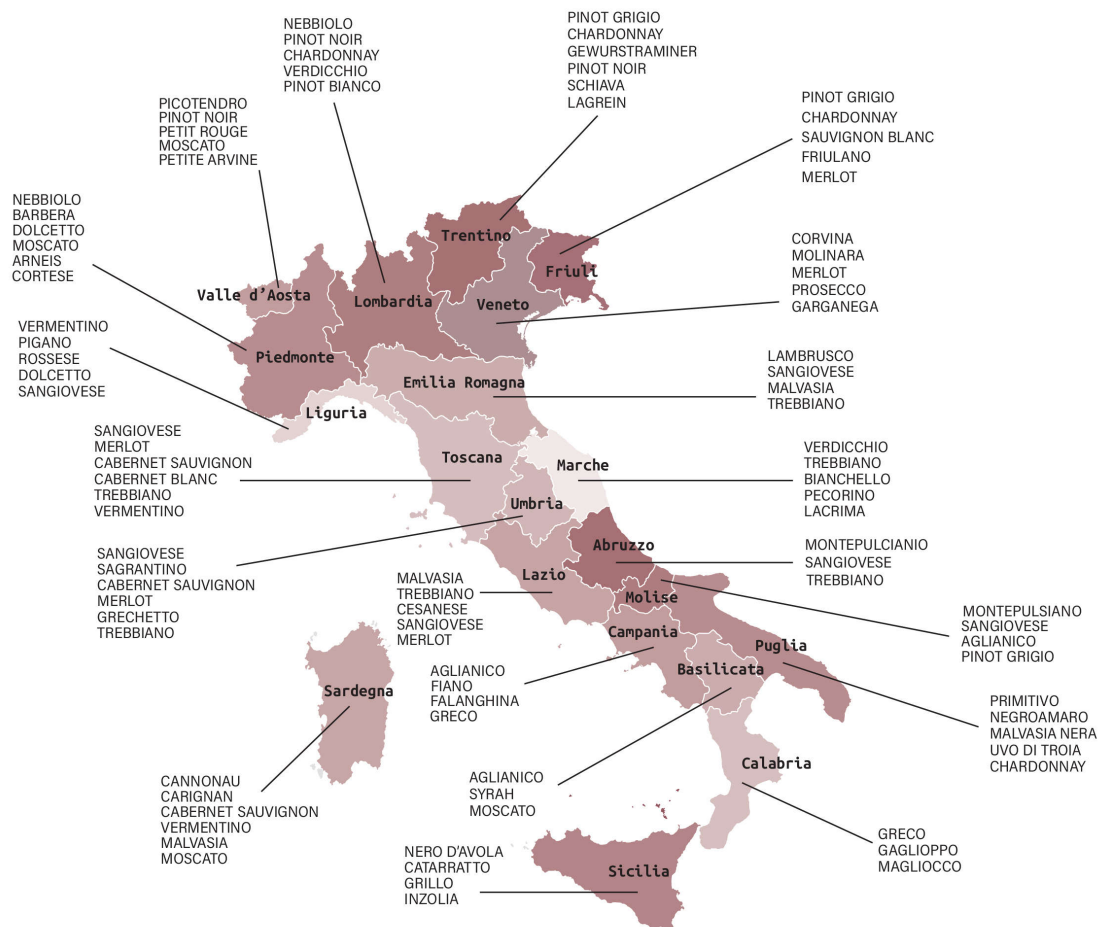 NEBBIOLO
PINOT NOIR
CHARDONNAY
VERDICCHIO
PINOT BIANCO
PINOT GRIGIO
CHARDONNAY
GEWURSTRAMINER
PINOT NOIR
SCHIAVA
LAGREIN
PICOTENDRO
PINOT NOIR
PETIT ROUGE
MOSCATO
PETITE ARVINE
PINOT GRIGIO
CHARDONNAY
SAUVIGNON BLANC
FRIULANO
MERLOT
NEBBIOLO
BARBERA
DOLCETTO
MOSCATO
ARNEIS
CORTESE
CORVINA
MOLINARA
MERLOT
PROSECCO
GARGANEGA
VERMENTINO
PIGANO
ROSSESE
DOLCETTO
SANGIOVESE
LAMBRUSCO
SANGIOVESE
MALVASIA
TREBBIANO
SANGIOVESE
MERLOT
CABERNET SAUVIGNON
CABERNET BLANC
TREBBIANO
VERMENTINO
VERDICCHIO
TREBBIANO
BIANCHELLO
PECORINO
LACRIMA
SANGIOVESE
SAGRANTINO
CABERNET SAUVIGNON
MERLOT
GRECHETTO
TREBBIANO
MONTEPULCIANIO
SANGIOVESE
TREBBIANO
MALVASIA
TREBBIANO
CESANESE
SANGIOVESE
MERLOT
MONTEPULSIANO
SANGIOVESE
AGLIANICO
PINOT GRIGIO
AGLIANICO
FIANO
FALANGHINA
GRECO
PRIMITIVO
NEGROAMARO
MALVASIA NERA
UVO DI TROIA
CHARDONNAY
CANNONAU
CARIGNAN
CABERNET SAUVIGNON
VERMENTINO
MALVASIA
MOSCATO
AGLIANICO
SYRAH
MOSCATO
GRECO
GAGLIOPPO
MAGLIOCCO
NERO D'AVOLA
CATARRATTO
GRILLO
INZOLIA
Trentino
Friuli
Valle d'Aosta
Lombardia
Veneto
Piedmonte
Emilia Romagna
Liguria
Toscana
Marche
Umbria
Abruzzo
Lazio
Molise
Campania
Puglia
Basilicata
Sardegna
Calabria
Sicilia